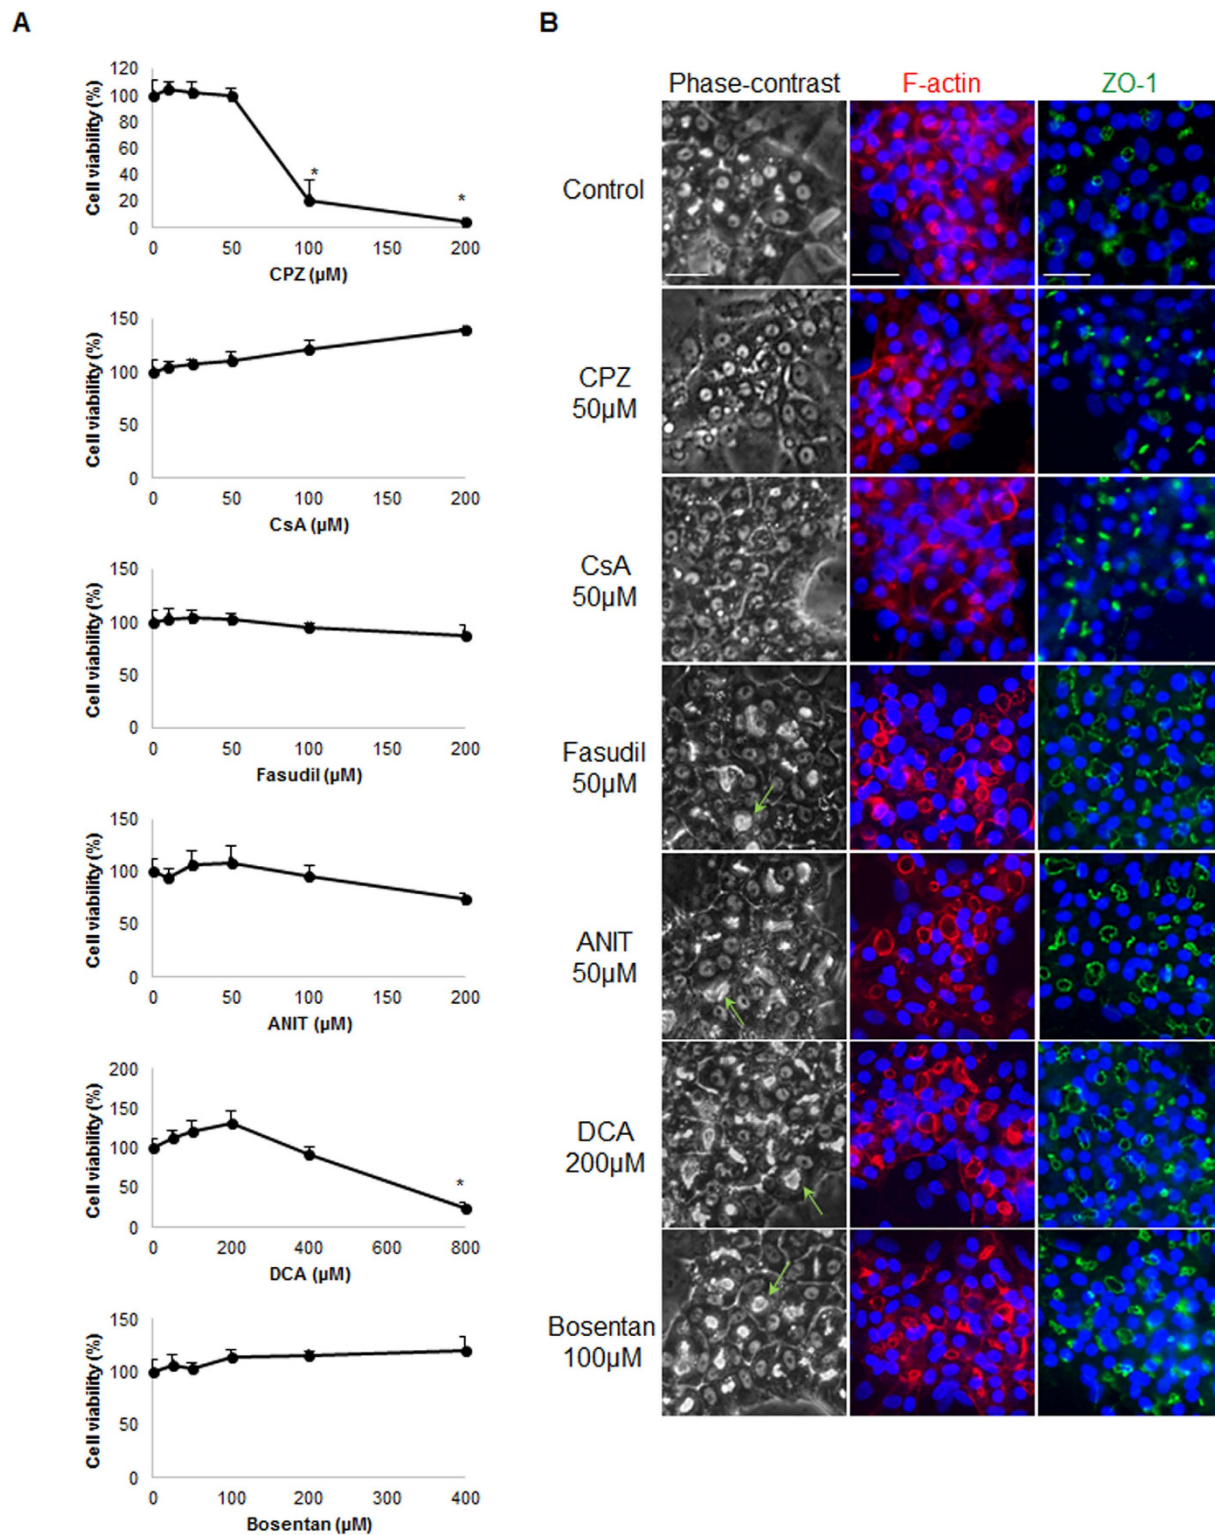 A
120
100
80
60
40
20
0
Cell viability (%)
*
*
0 50 100 150 200
CPZ (µM)
150
100
50
0
Cell viability (%)
0 50 100 150 200
CsA (µM)
150
100
50
0
Cell viability (%)
0 50 100 150 200
Fasudil (µM)
150
100
50
0
Cell viability (%)
0 50 100 150 200
ANIT (µM)
200
150
100
50
0
Cell viability (%)
*
0 200 400 600 800
DCA (µM)
150
100
50
0
Cell viability (%)
0 100 200 300 400
Bosentan (µM)
B
Phase-contrast F-actin ZO-1
Control
CPZ
50µM
CsA
50µM
Fasudil
50µM
ANIT
50µM
DCA
200µM
Bosentan
100µM